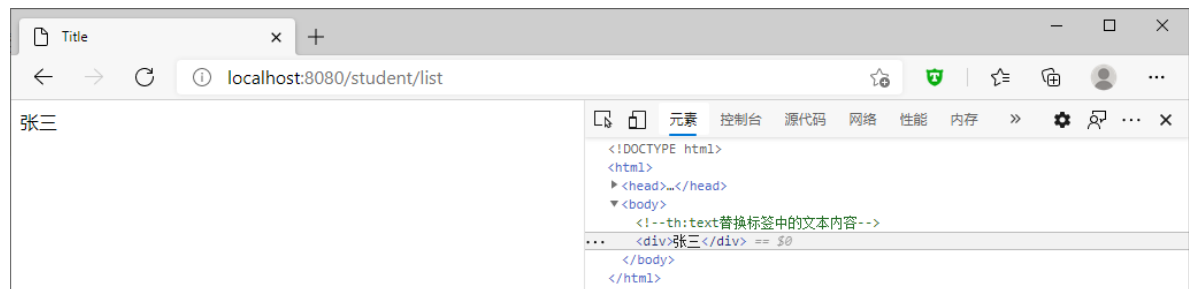 Title
localhost:8080/student/list
张三
元素 控制台 源代码 网络 性能 内存
<!DOCTYPE html>
<html>
<head>…</head>
<body>
<!--th:text替换标签中的文本内容-->
<div>张三</div> == $0
</body>
</html>